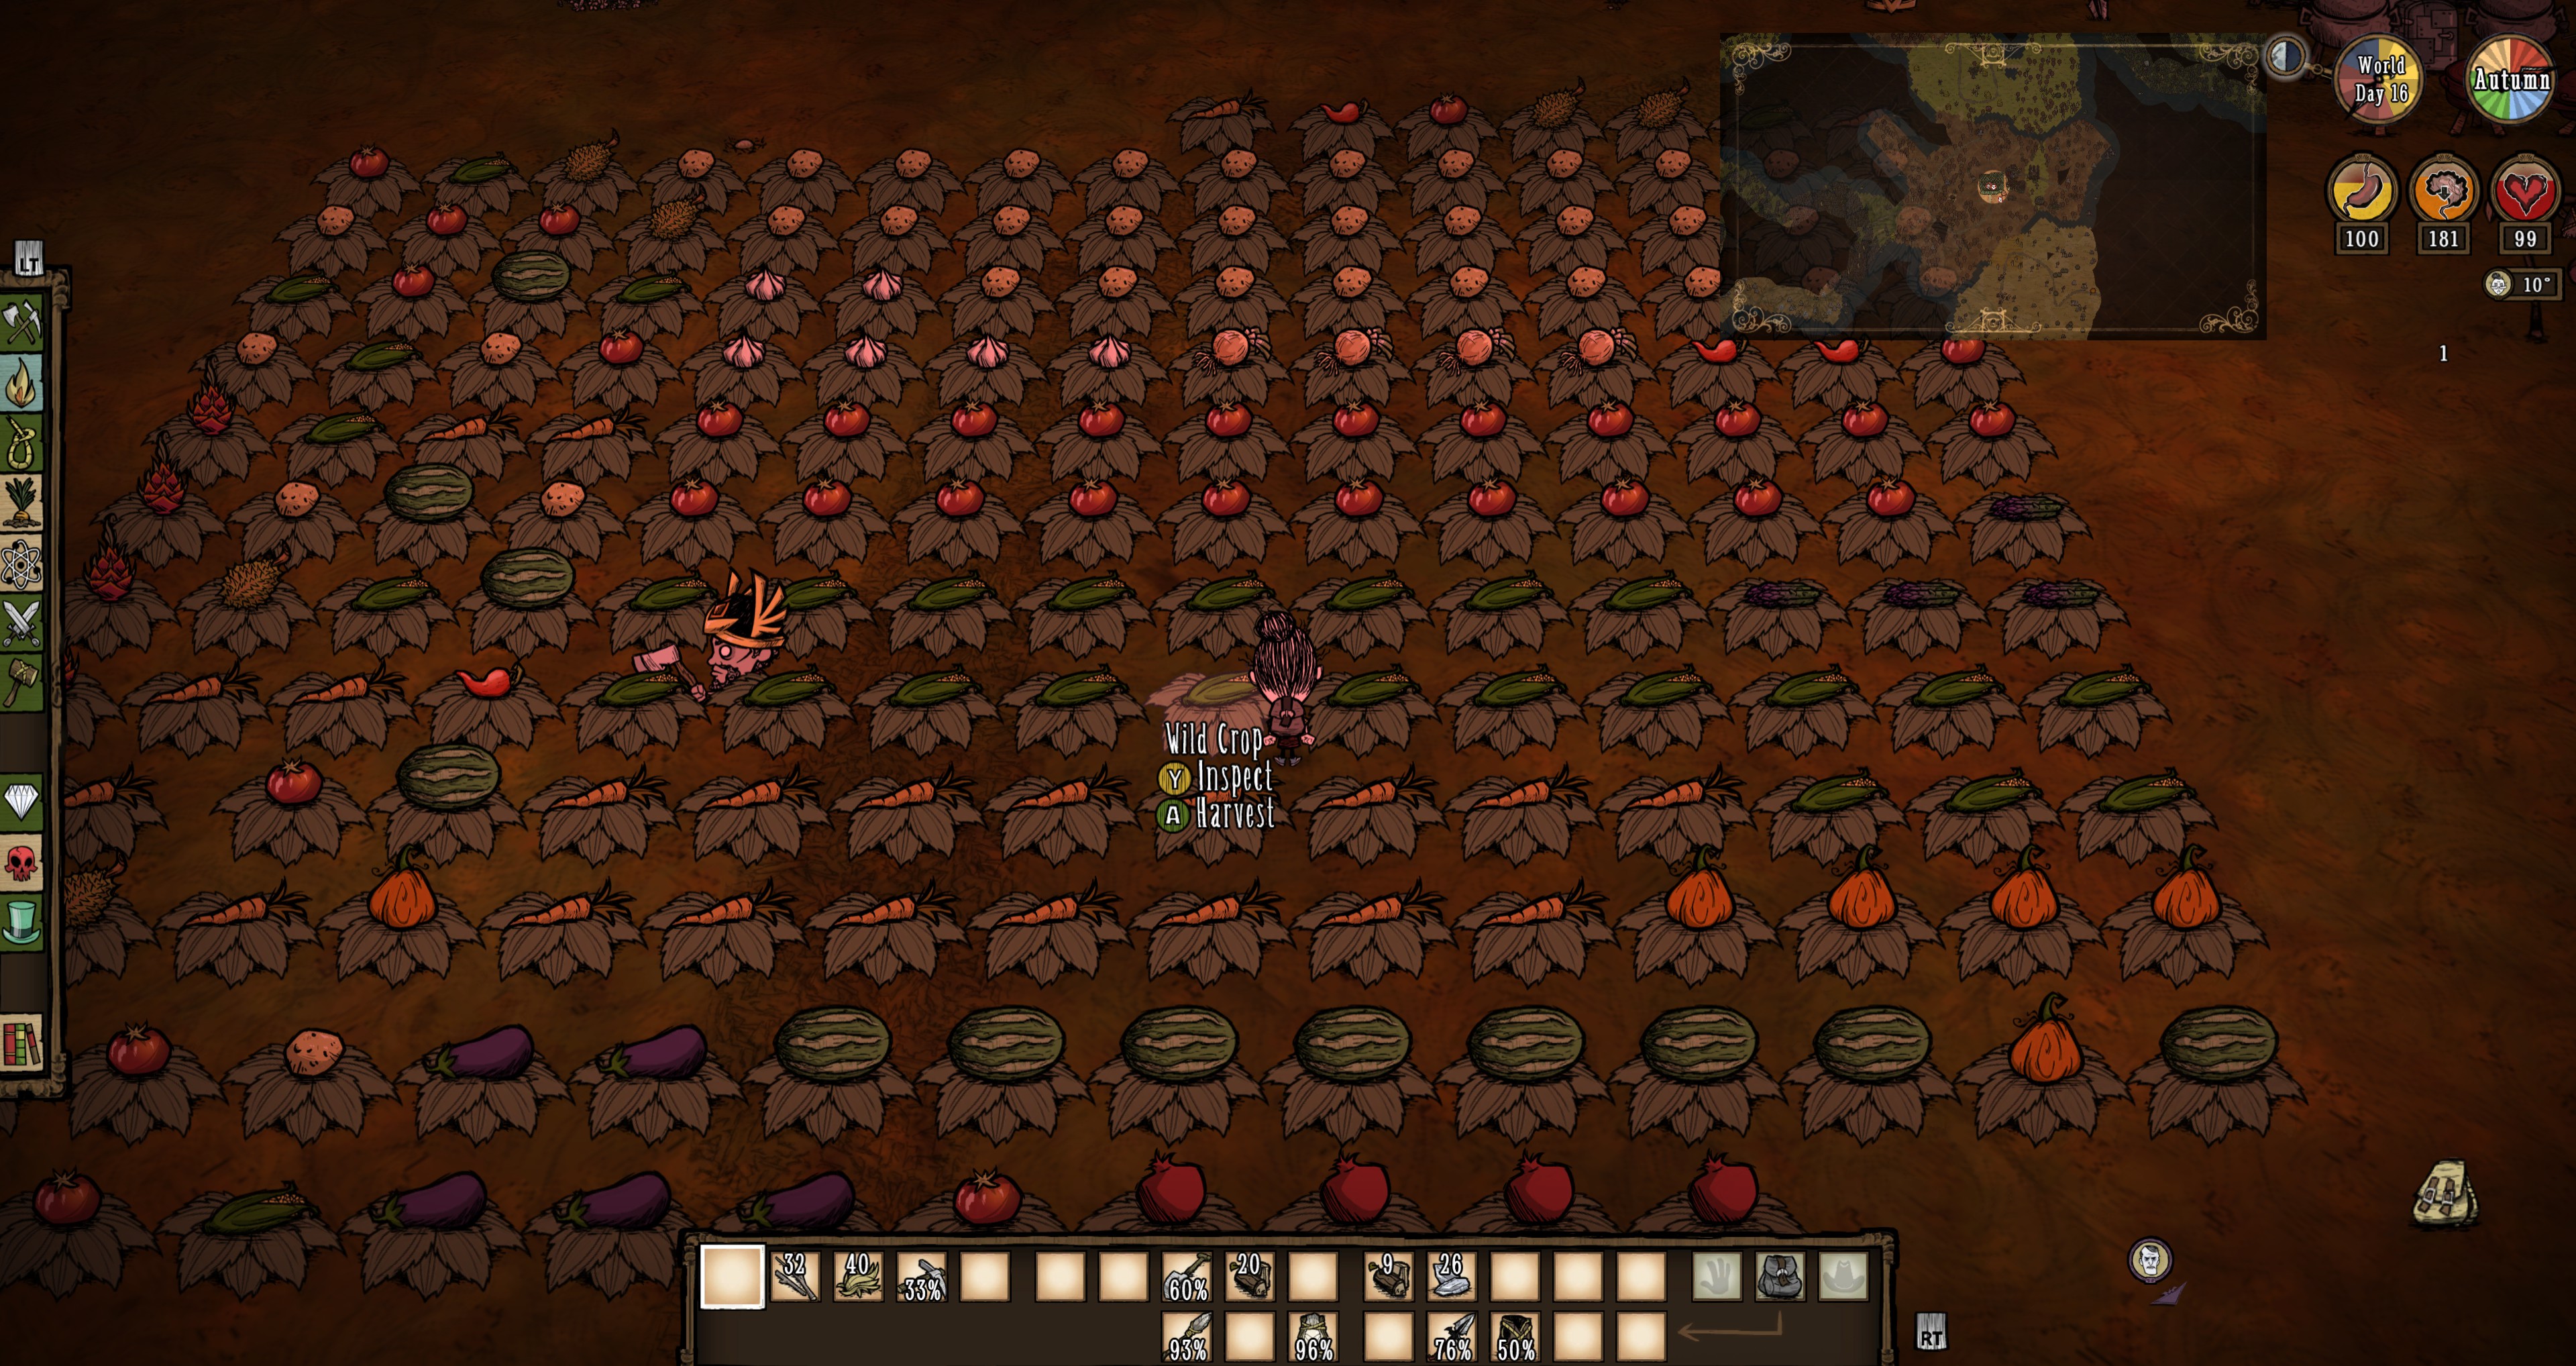 World
Day 16
Autumn
LT
100
181
99
10°
1
Wild Crop
Y Inspect
A Harvest
32
40
33%
60%
20
9
26
93%
96%
76%
50%
RT